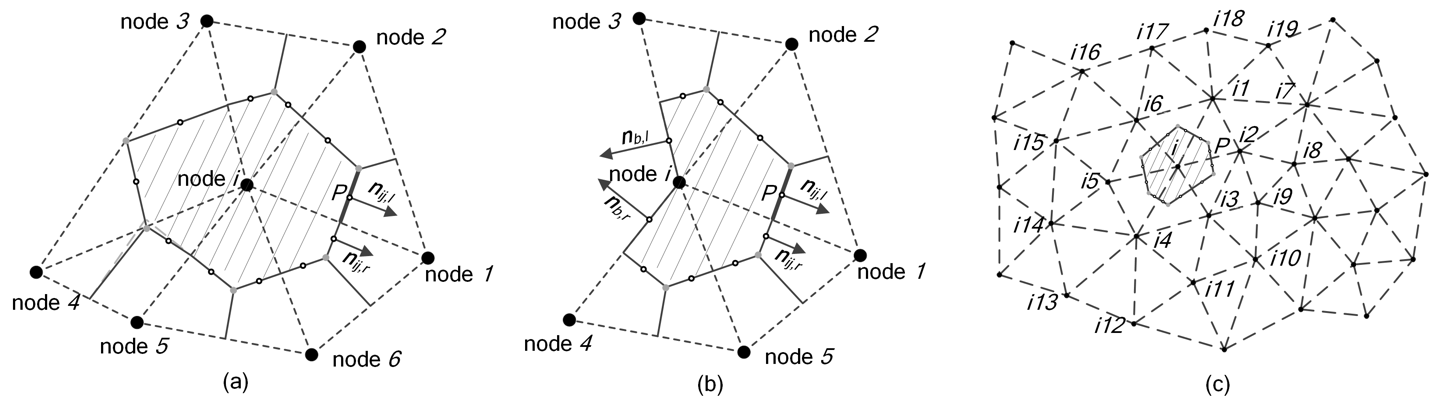 node 3
node 2
node i
P
n_ij,l
n_ij,r
node 1
node 4
node 5
node 6
(a)
node 3
node 2
n_b,l
node i
n_b,r
P
n_ij,l
n_ij,r
node 1
node 4
node 5
(b)
i18
i17
i19
i16
i6
i1
i7
i15
i
P
i2
i8
i5
i3
i9
i14
i4
i10
i13
i11
i12
(c)